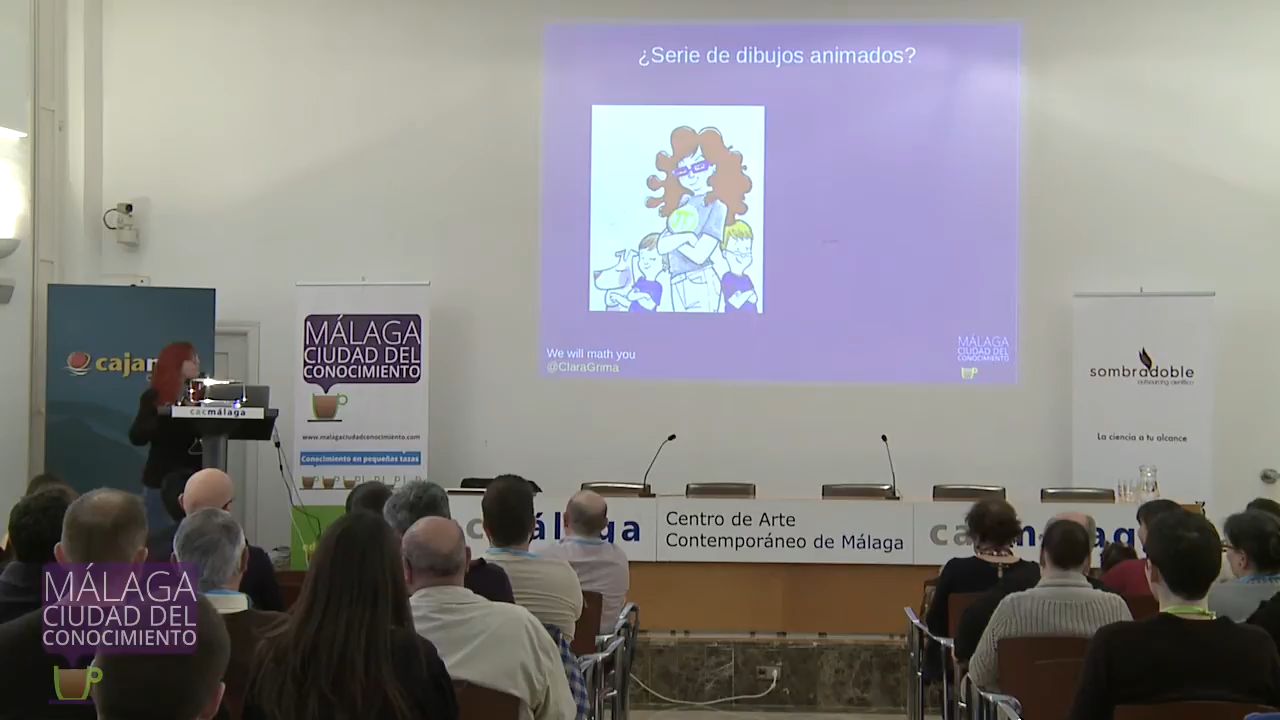 ¿Serie de dibujos animados?
We will math you
@ClaraGrima
MÁLAGA
CIUDAD DEL
CONOCIMIENTO
MÁLAGA
CIUDAD DEL
CONOCIMIENTO
www.malagaciudadconocimiento.com
Conocimiento en pequeñas tazas
cacmálaga
sombradoble
outsourcing científico
La ciencia a tu alcance
Centro de Arte
Contemporáneo de Málaga
MÁLAGA
CIUDAD DEL
CONOCIMIENTO